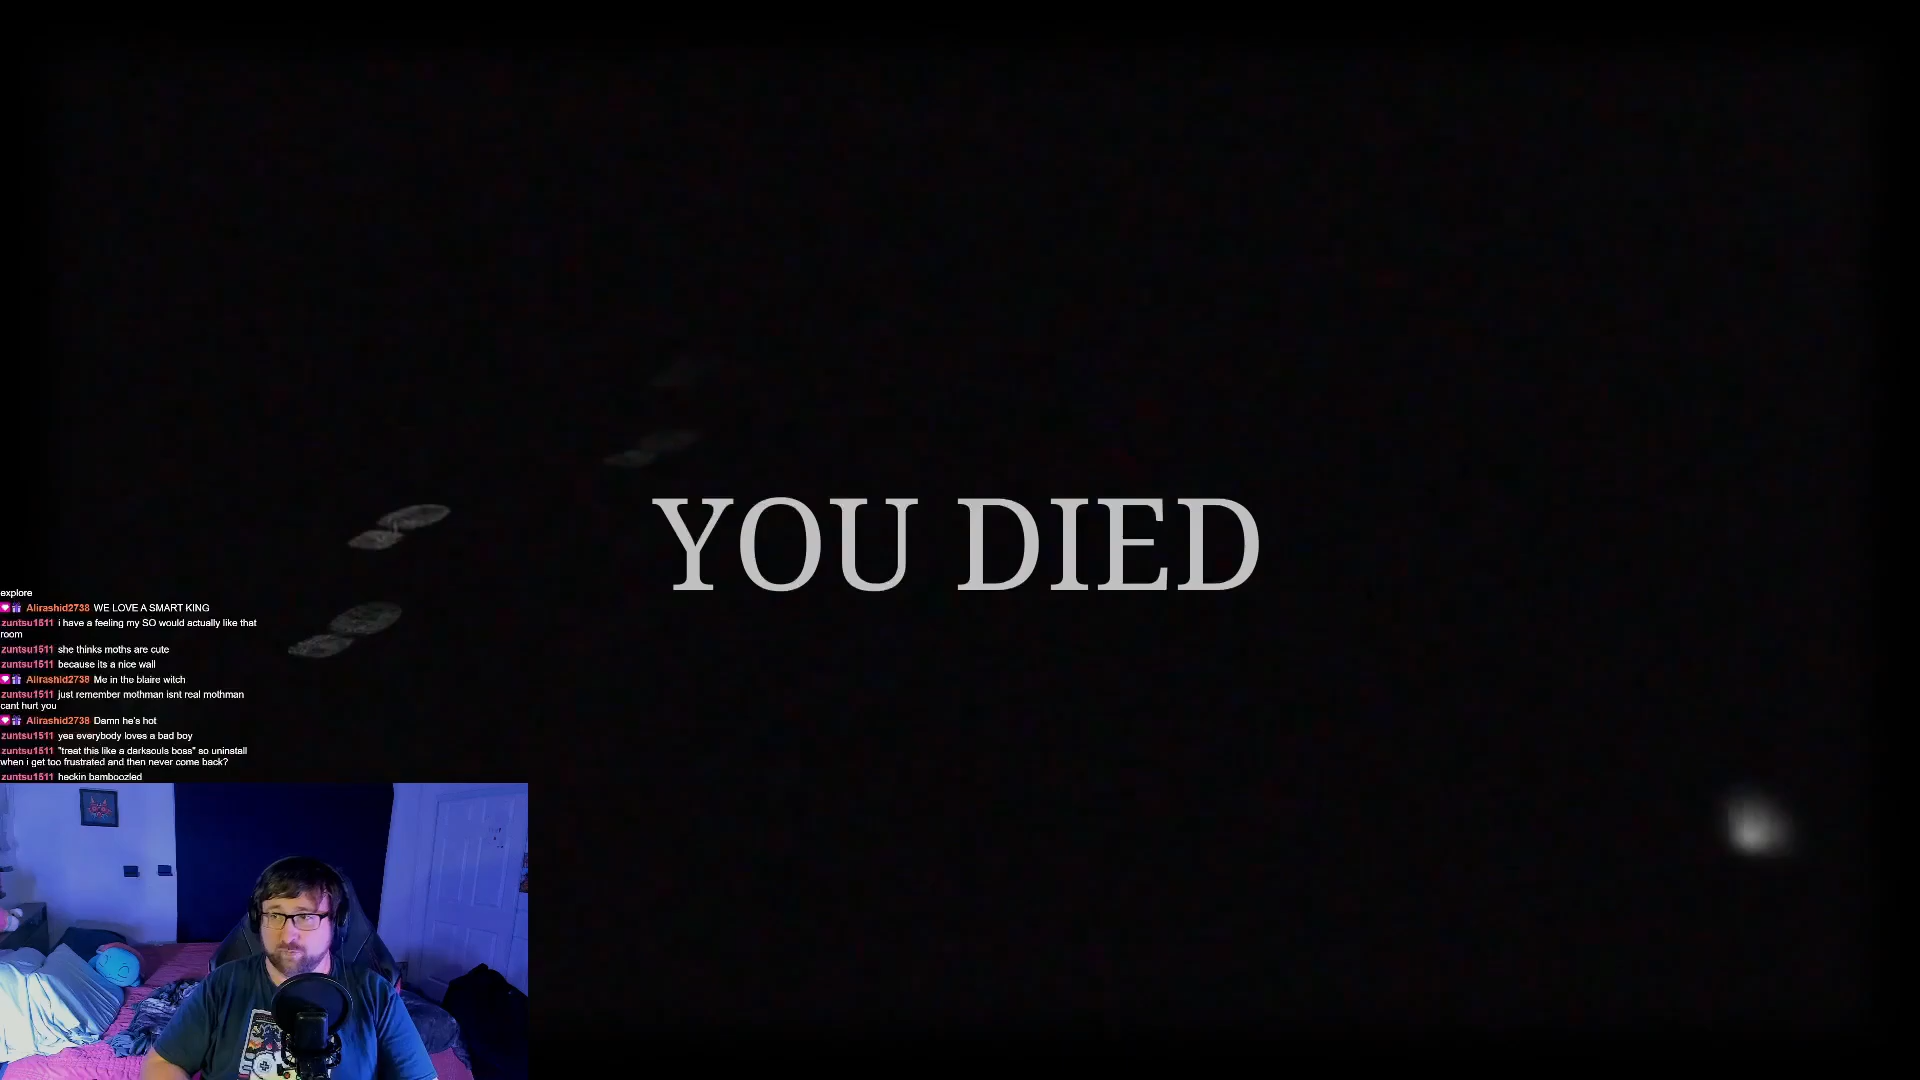 explore
Alirashid2738 WE LOVE A SMART KING
zuntsu1511 i have a feeling my SO would actually like that
room
zuntsu1511 she thinks moths are cute
zuntsu1511 because its a nice wall
Alirashid2738 Me in the blaire witch
zuntsu1511 just remember mothman isnt real mothman
cant hurt you
Alirashid2738 Damn he's hot
zuntsu1511 yea everybody loves a bad boy
zuntsu1511 "treat this like a darksouls boss" so uninstall
when i get too frustrated and then never come back?
zuntsu1511 heckin bamboozled
YOU DIED